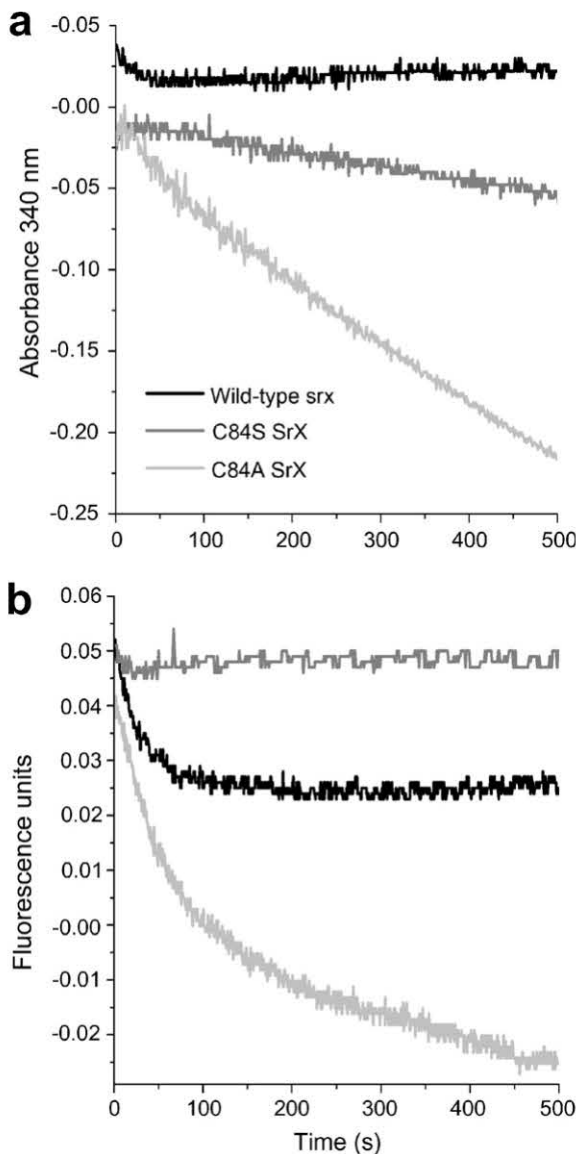 a
-0.05
-0.00
-0.05
-0.10
-0.15
-0.20
-0.25
Absorbance 340 nm
Wild-type srx
C84S SrX
C84A SrX
0 100 200 300 400 500
b
0.06
0.05
0.04
0.03
0.02
0.01
-0.00
-0.01
-0.02
Fluorescence units
0 100 200 300 400 500
Time (s)